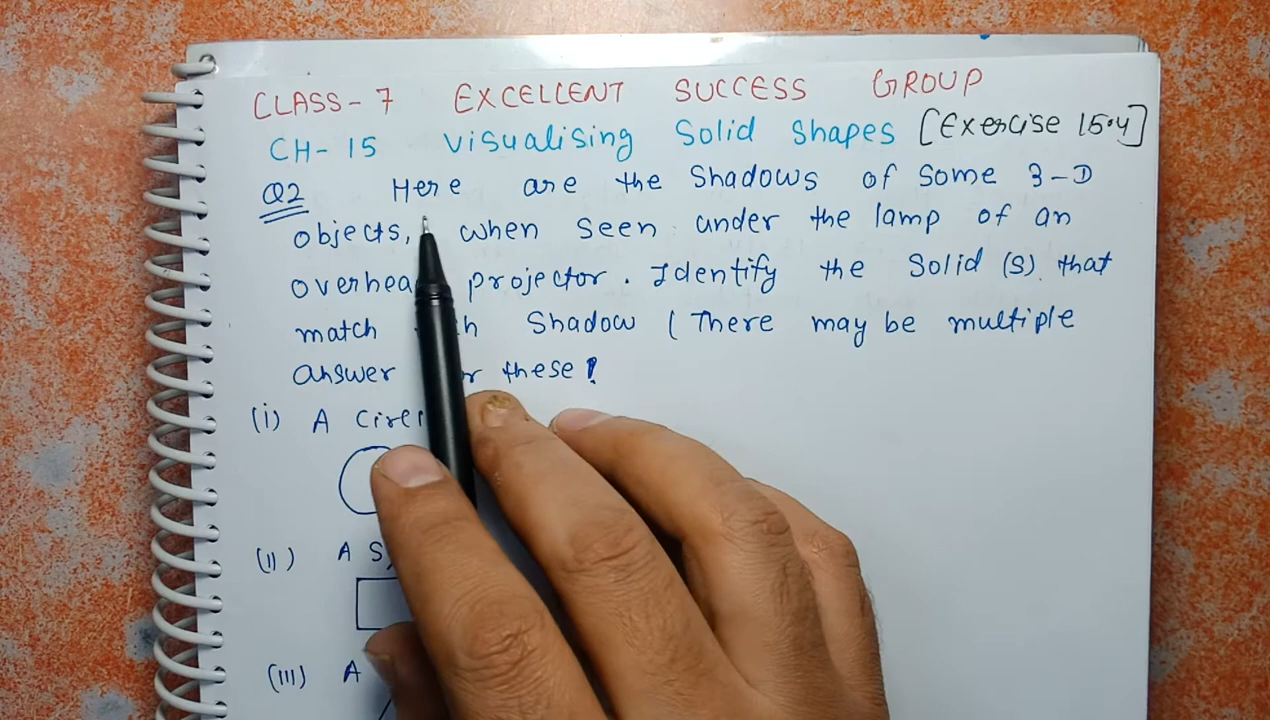 CLASS-7 EXCELLENT SUCCESS GROUP
CH-15 Visualising Solid Shapes [Exercise 15.4]
Q2 Here are the Shadows of Some 3-D
objects, when seen under the lamp of an
projector. Identify the Solid (s) that
match Shadow ( There may be multiple
answer these!
(i) A
(ii) A
(iii) A